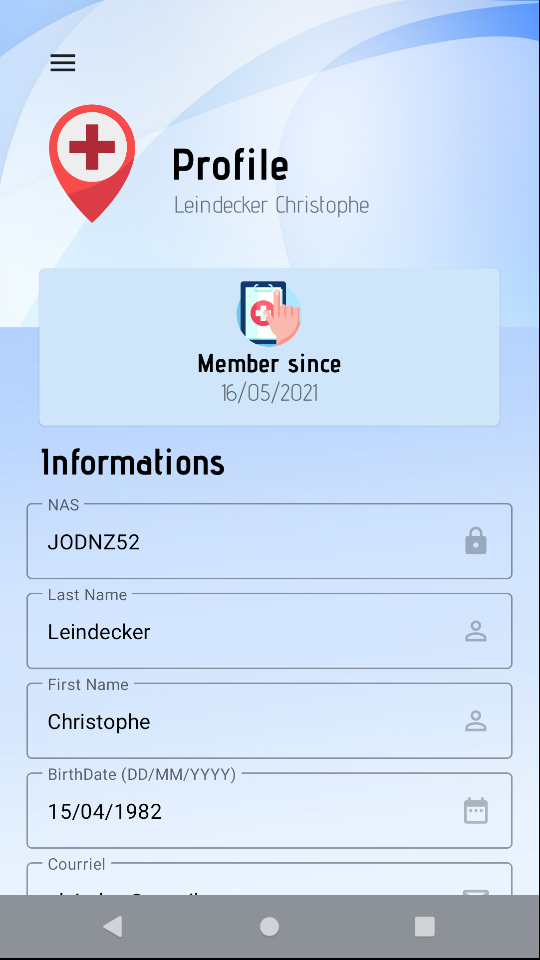 Profile
Leindecker Christophe
Member since
16/05/2021
Informations
NAS
JODNZ52
Last Name
Leindecker
First Name
Christophe
BirthDate (DD/MM/YYYY)
15/04/1982
Courriel